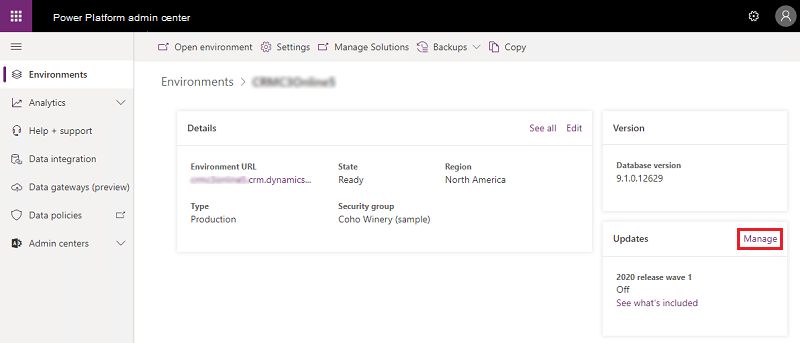 Power Platform admin center
Open environment Settings Manage Solutions Backups Copy
Environments
Analytics
Help + support
Data integration
Data gateways (preview)
Data policies
Admin centers
Environments >
Details See all Edit
Environment URL State Region
.crm.dynamics... Ready North America
Type Security group
Production Coho Winery (sample)
Version
Database version
9.1.0.12629
Updates Manage
2020 release wave 1
Off
See what's included